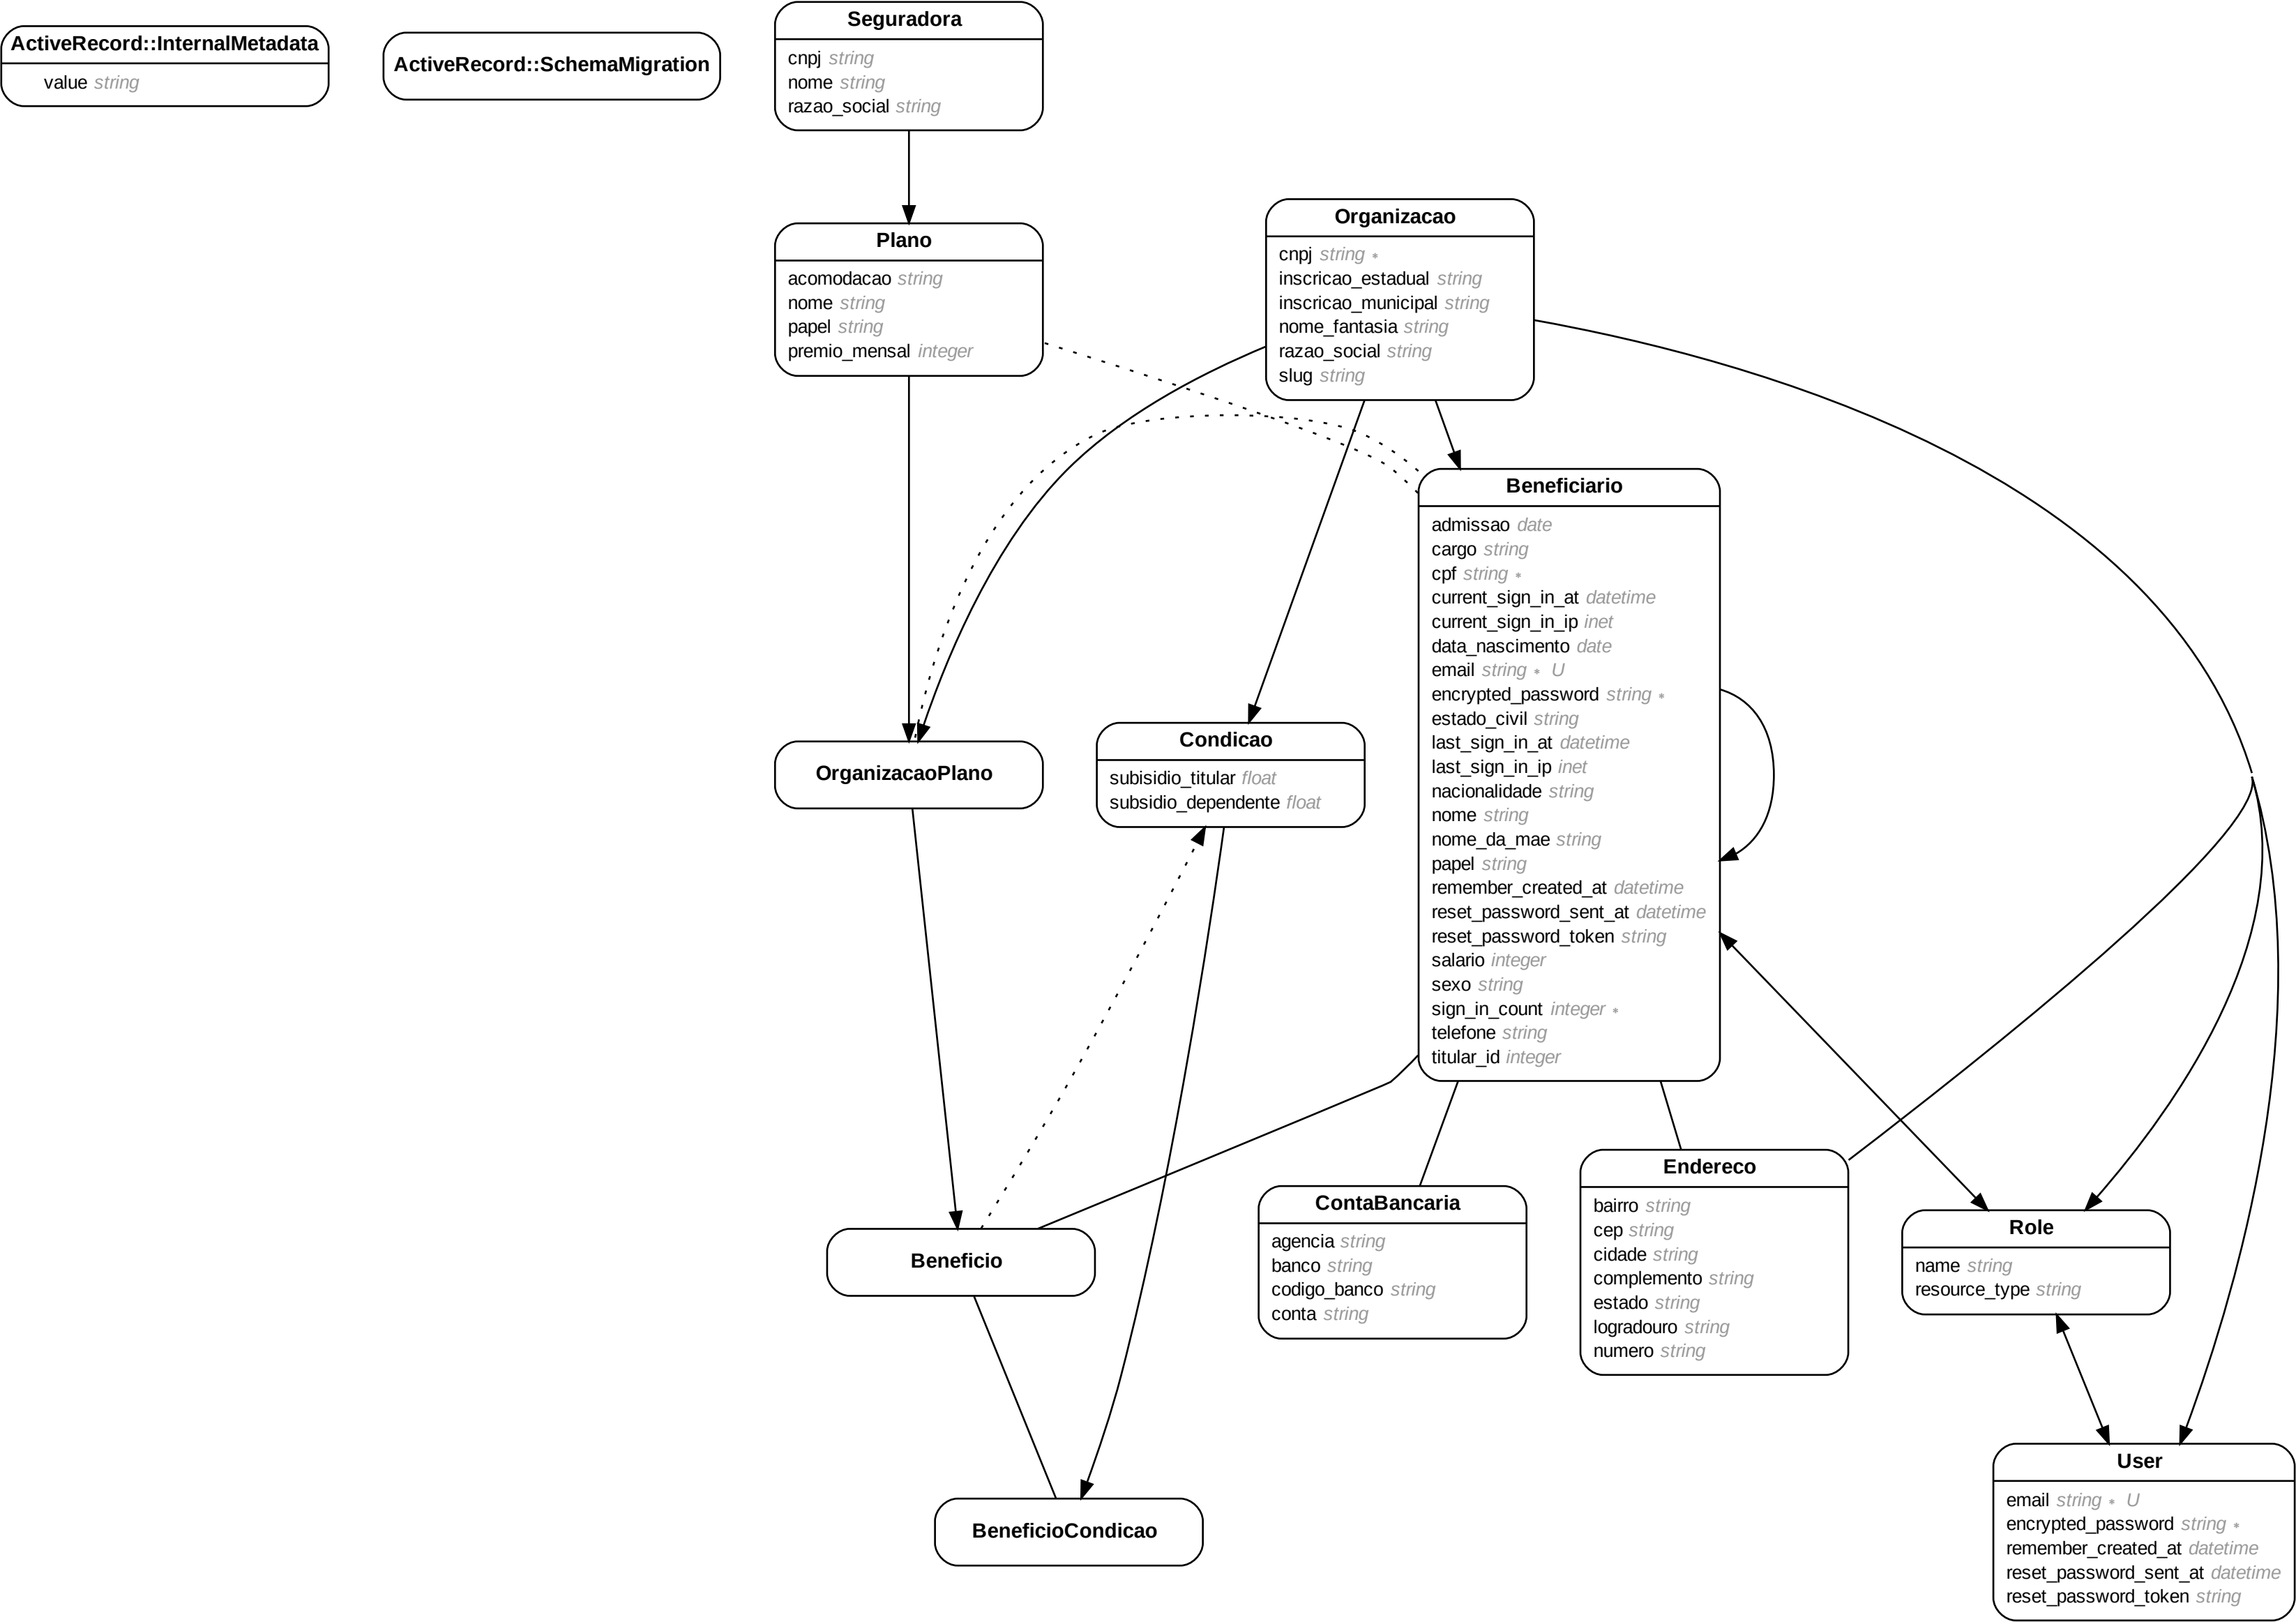 ActiveRecord::InternalMetadata
value string
ActiveRecord::SchemaMigration
Seguradora
cnpj string
nome string
razao_social string
Plano
acomodacao string
nome string
papel string
premio_mensal integer
Organizacao
cnpj string *
inscricao_estadual string
inscricao_municipal string
nome_fantasia string
razao_social string
slug string
Beneficiario
admissao date
cargo string
cpf string *
current_sign_in_at datetime
current_sign_in_ip inet
data_nascimento date
email string * U
encrypted_password string *
estado_civil string
last_sign_in_at datetime
last_sign_in_ip inet
nacionalidade string
nome string
nome_da_mae string
papel string
remember_created_at datetime
reset_password_sent_at datetime
reset_password_token string
salario integer
sexo string
sign_in_count integer *
telefone string
titular_id integer
OrganizacaoPlano
Condicao
subisidio_titular float
subsidio_dependente float
Beneficio
ContaBancaria
agencia string
banco string
codigo_banco string
conta string
Endereco
bairro string
cep string
cidade string
complemento string
estado string
logradouro string
numero string
Role
name string
resource_type string
BeneficioCondicao
User
email string * U
encrypted_password string *
remember_created_at datetime
reset_password_sent_at datetime
reset_password_token string